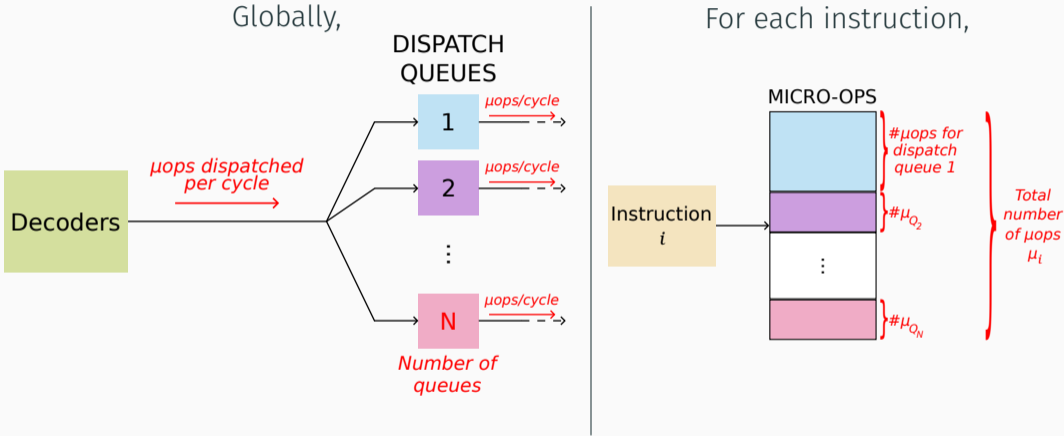 Globally,
DISPATCH
QUEUES
μops dispatched
per cycle
Decoders
1
μops/cycle
2
μops/cycle
⋮
N
μops/cycle
Number of
queues
For each instruction,
MICRO-OPS
Instruction
i
⋮
#μops for
dispatch
queue 1
#μQ2
#μQN
Total
number
of μops
μi